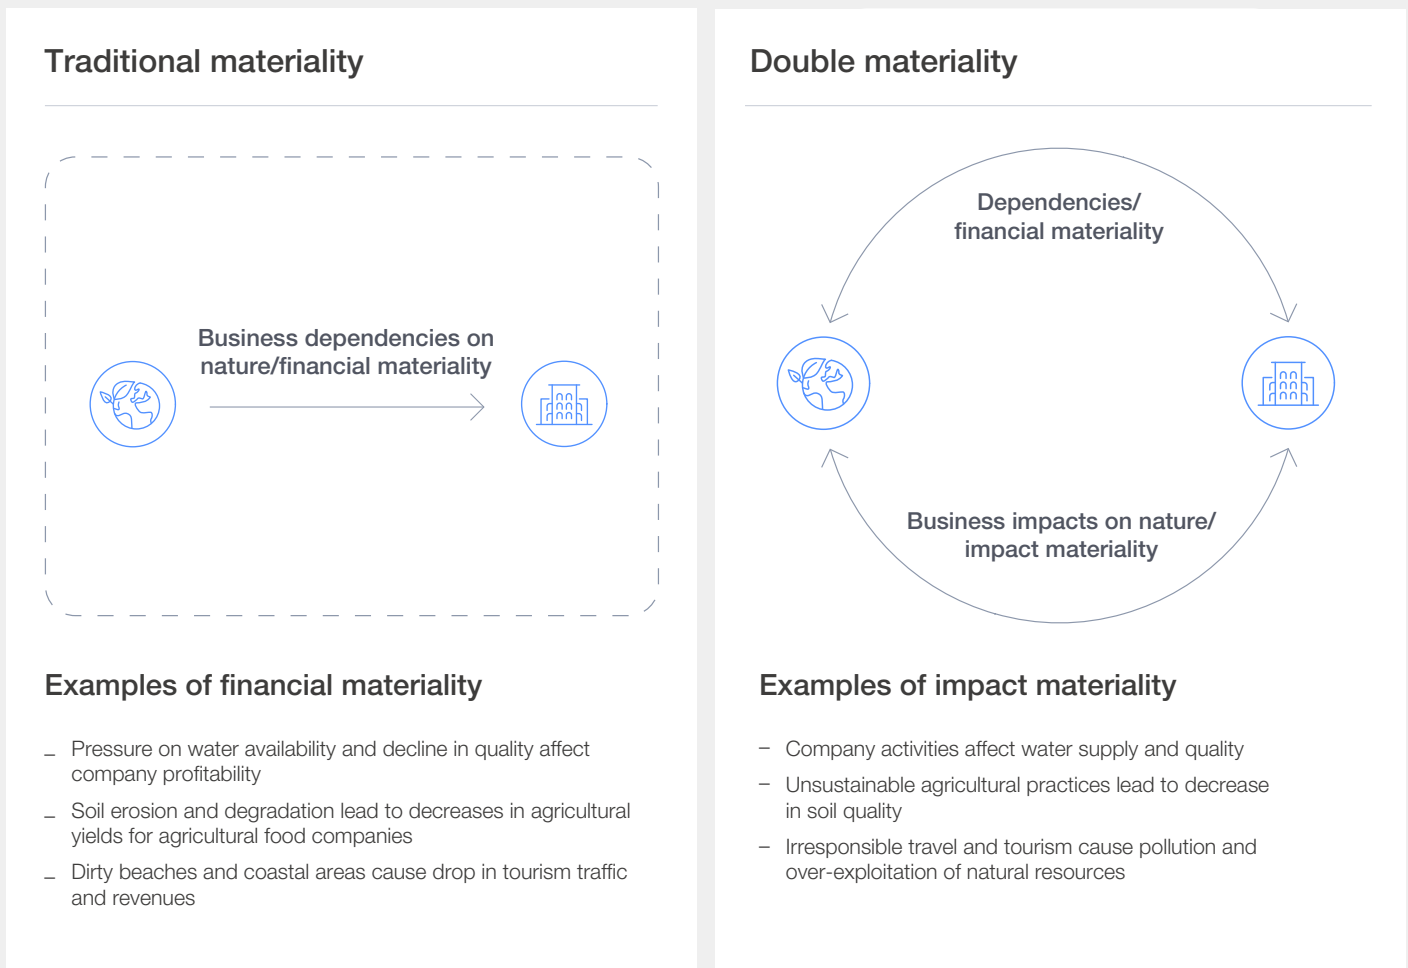 Traditional materiality
Business dependencies on
nature/financial materiality
Examples of financial materiality
– Pressure on water availability and decline in quality affect
company profitability
– Soil erosion and degradation lead to decreases in agricultural
yields for agricultural food companies
– Dirty beaches and coastal areas cause drop in tourism traffic
and revenues
Double materiality
Dependencies/
financial materiality
Business impacts on nature/
impact materiality
Examples of impact materiality
– Company activities affect water supply and quality
– Unsustainable agricultural practices lead to decrease
in soil quality
– Irresponsible travel and tourism cause pollution and
over-exploitation of natural resources